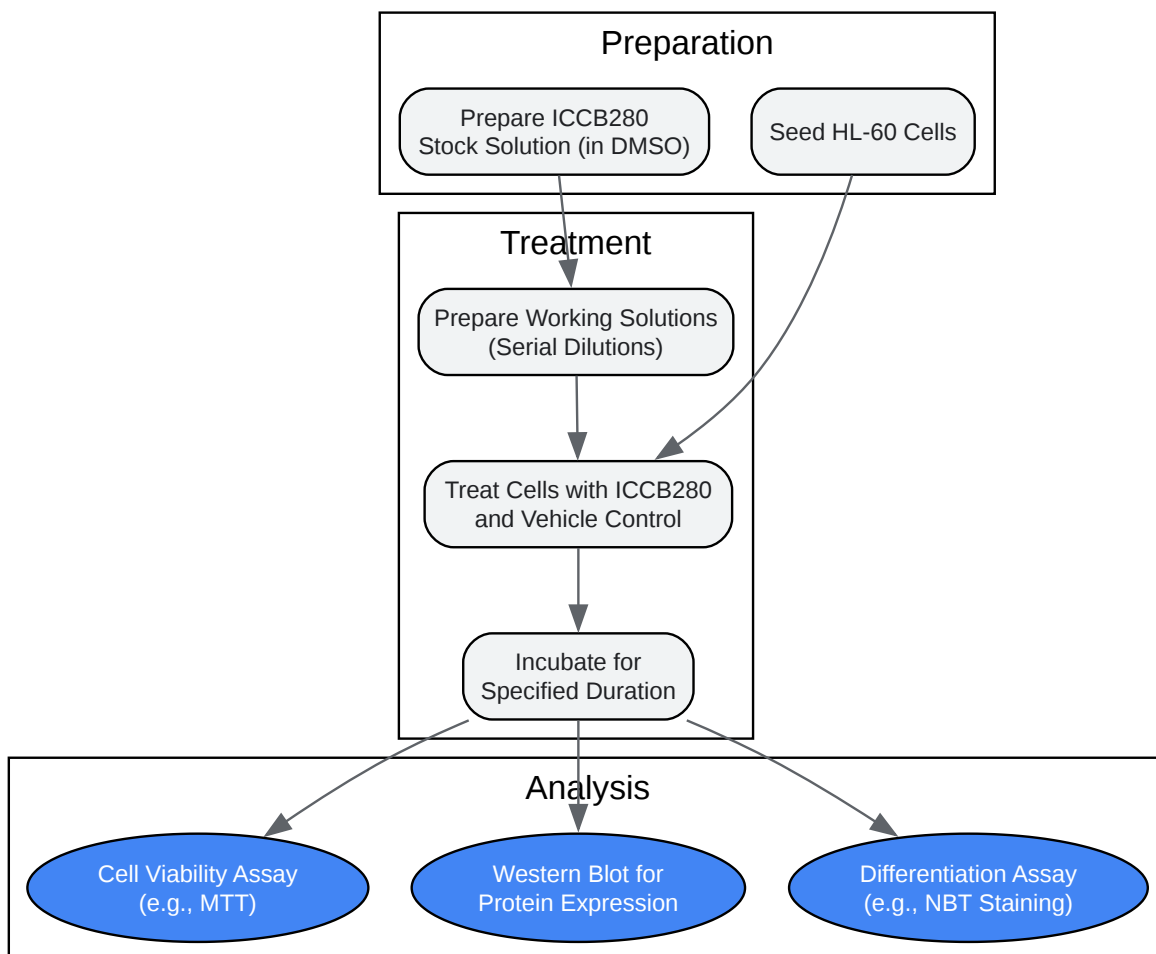 Preparation
Prepare ICCB280
Stock Solution (in DMSO)
Seed HL-60 Cells
Treatment
Prepare Working Solutions
(Serial Dilutions)
Treat Cells with ICCB280
and Vehicle Control
Incubate for
Specified Duration
Analysis
Cell Viability Assay
(e.g., MTT)
Western Blot for
Protein Expression
Differentiation Assay
(e.g., NBT Staining)